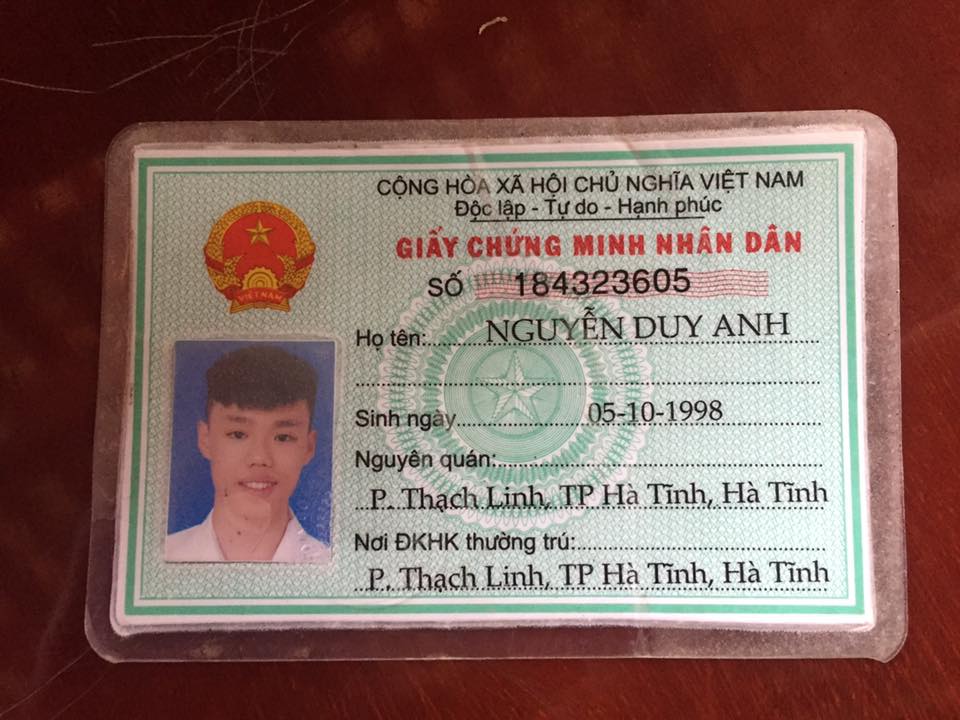 CỘNG HÒA XÃ HỘI CHỦ NGHĨA VIỆT NAM
Độc lập - Tự do - Hạnh phúc
GIẤY CHỨNG MINH NHÂN DÂN
SỐ 184323605
VIỆT NAM
Họ tên: NGUYỄN DUY ANH
Sinh ngày 05-10-1998
Nguyên quán:
P. Thạch Linh, TP Hà Tĩnh, Hà Tĩnh
Nơi ĐKHK thường trú:
P. Thạch Linh, TP Hà Tĩnh, Hà Tĩnh